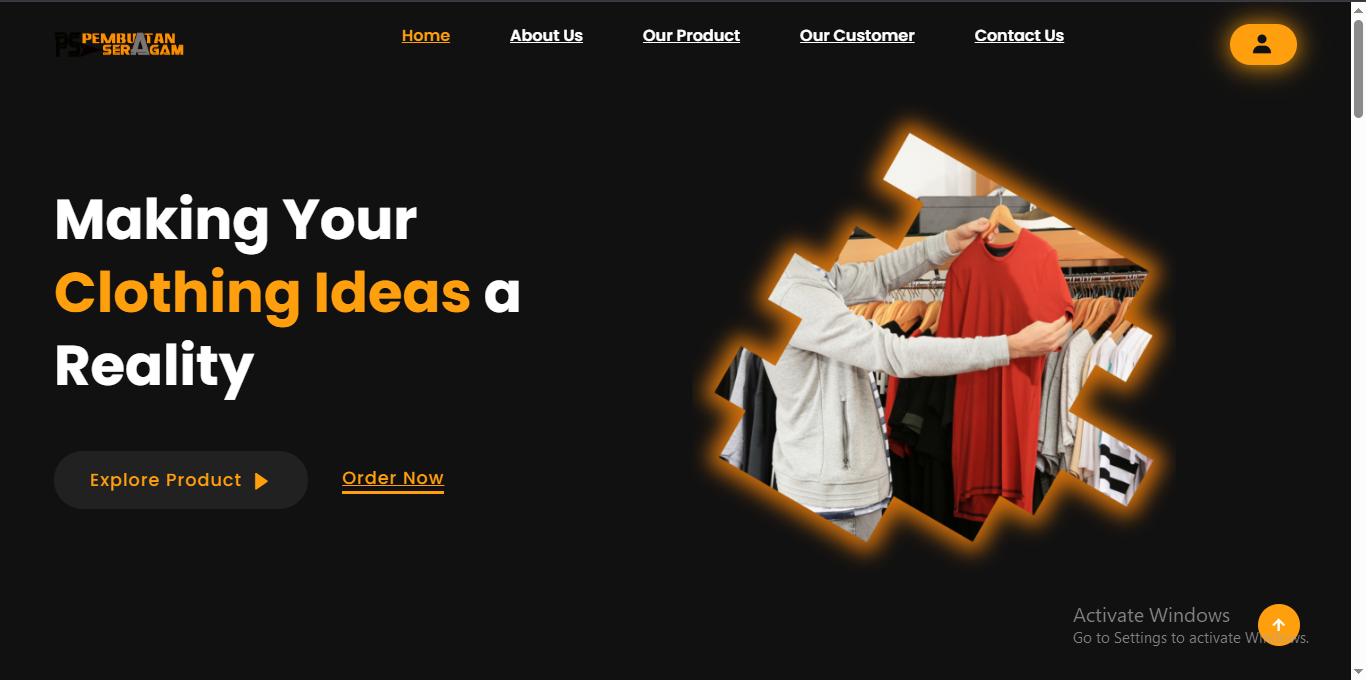 PS PEMBUATAN
SERAGAM
Home
About Us
Our Product
Our Customer
Contact Us
Making Your
Clothing Ideas a
Reality
Explore Product
Order Now
Activate Windows
Go to Settings to activate Windows.